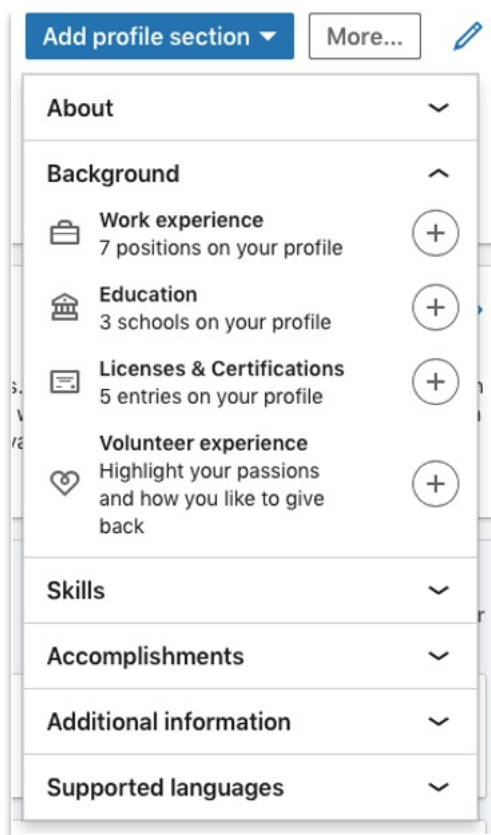 Add profile section More...
About
Background
Work experience
7 positions on your profile
Education
3 schools on your profile
Licenses & Certifications
5 entries on your profile
Volunteer experience
Highlight your passions
and how you like to give
back
Skills
Accomplishments
Additional information
Supported languages